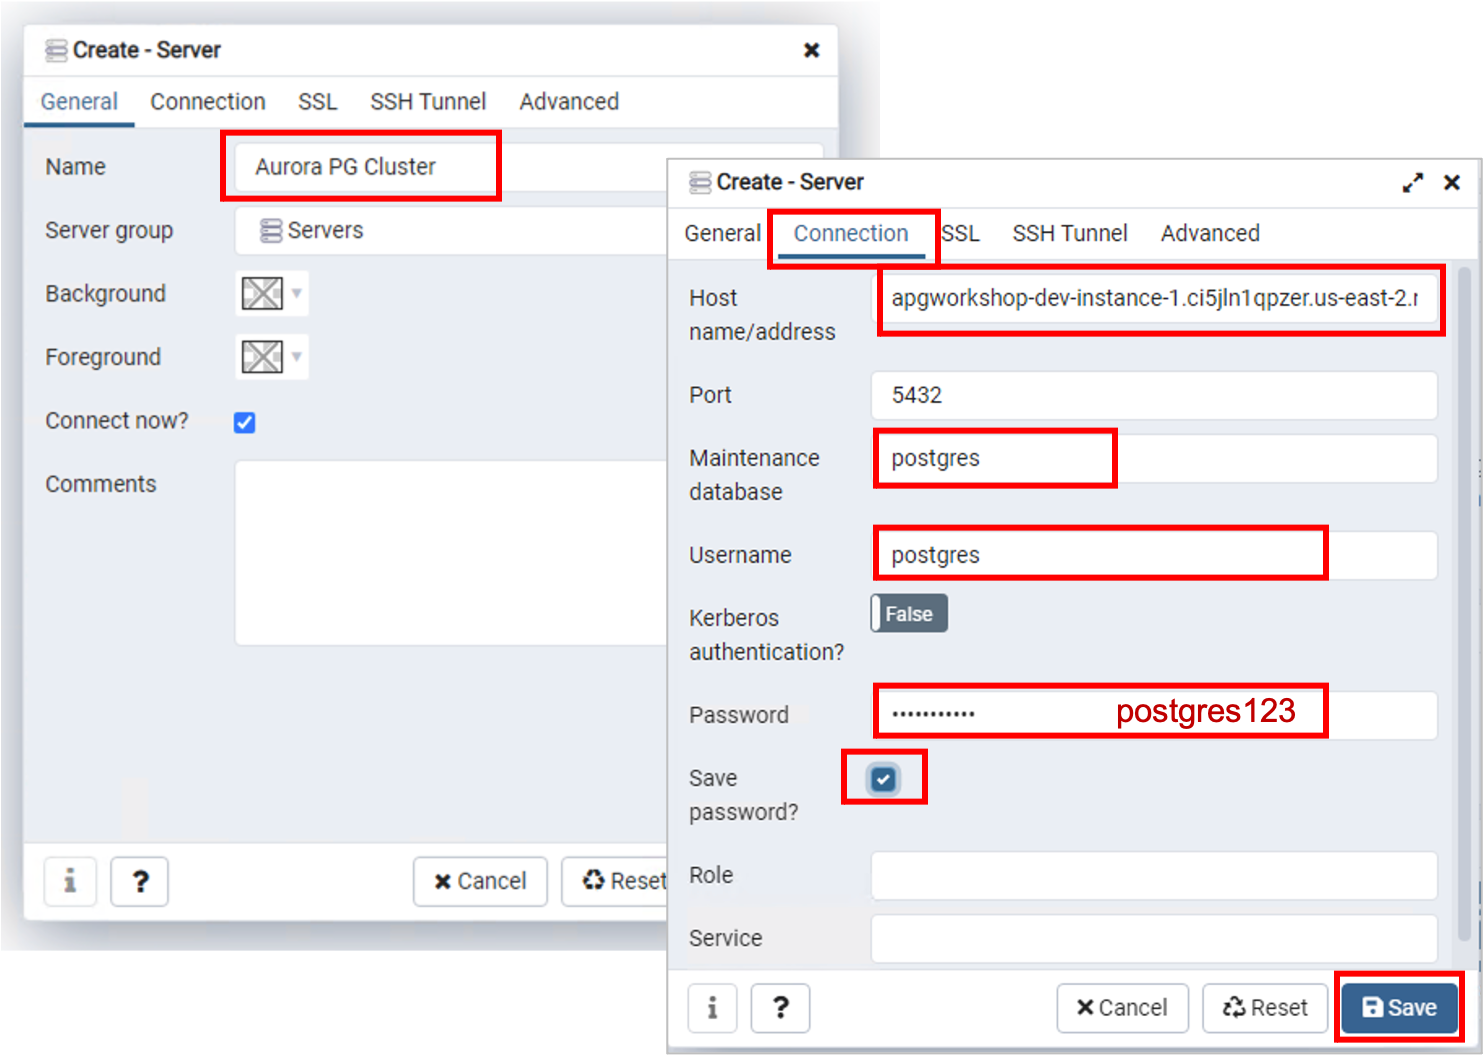 Create - Server
General Connection SSL SSH Tunnel Advanced
Name Aurora PG Cluster
Server group Servers
Background
Foreground
Connect now?
Comments
i ? Cancel Reset
Create - Server
General Connection SSL SSH Tunnel Advanced
Host
name/address
apgworkshop-dev-instance-1.ci5jln1qpzer.us-east-2.r
Port 5432
Maintenance
database
postgres
Username postgres
Kerberos
authentication?
False
Password ••••••••••• postgres123
Save
password?
Role
Service
i ? Cancel Reset Save